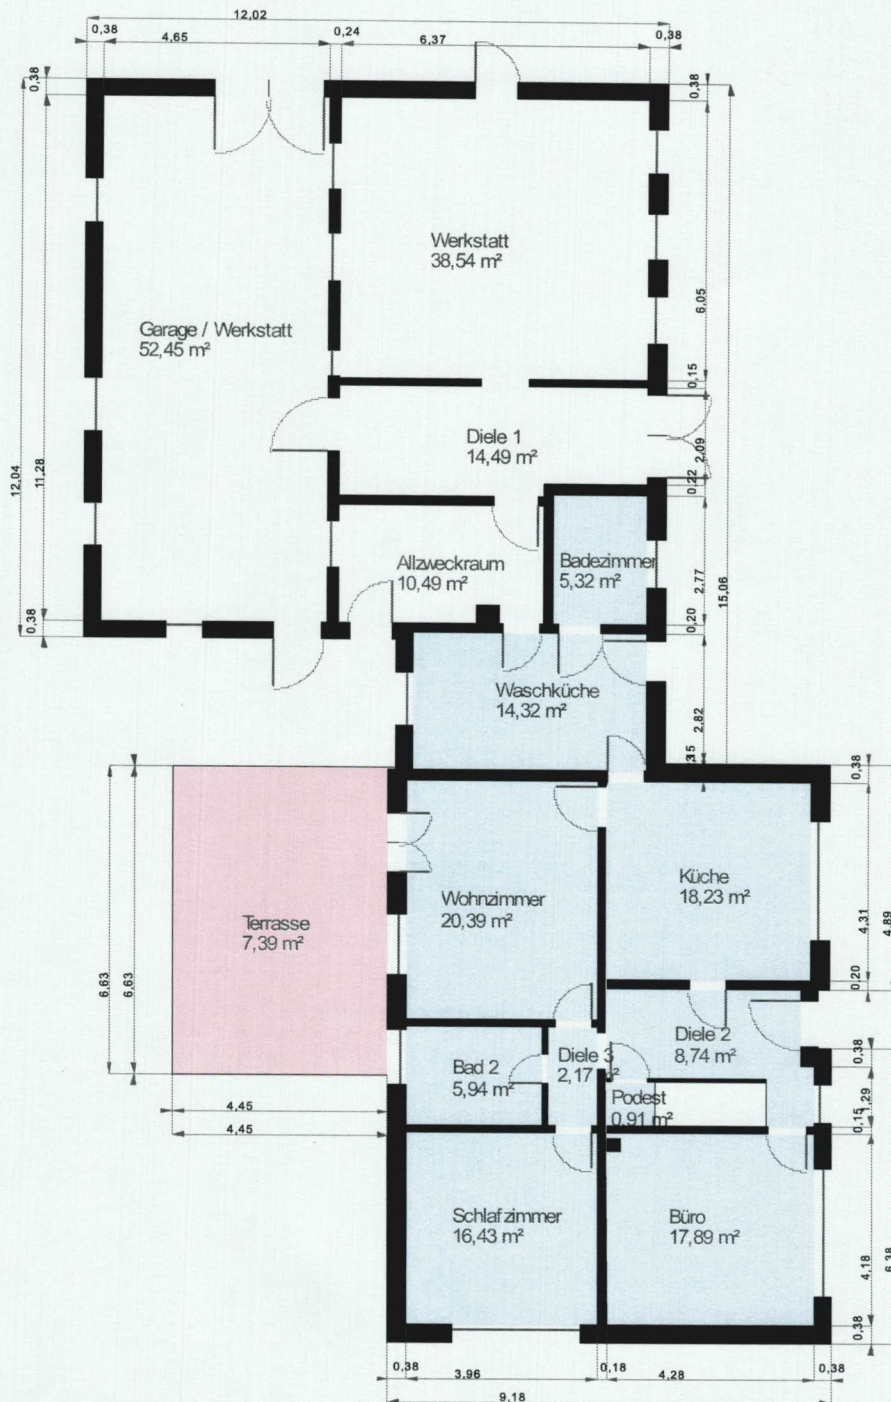 12,02
0,38
4,65
0,24
6,37
0,38
0,38
0,38
Werkstatt
38,54 m²
Garage / Werkstatt
52,45 m²
6,05
0,15
Diele 1
14,49 m²
2,09
0,22
12,04
11,28
Allzweckraum
10,49 m²
Badezimmer
5,32 m²
2,77
15,06
0,38
0,20
Waschküche
14,32 m²
2,82
0,38
Küche
18,23 m²
Wohnzimmer
20,39 m²
Terrasse
7,39 m²
4,31
4,89
6,63
6,63
0,20
Diele 2
8,74 m²
Diele 3
2,17 m²
Bad 2
5,94 m²
0,38
Podest
0,91 m²
1,29
0,15
4,45
4,45
Schlafzimmer
16,43 m²
Büro
17,89 m²
4,18
6,38
0,38
0,38
3,96
0,18
4,28
0,38
9,18